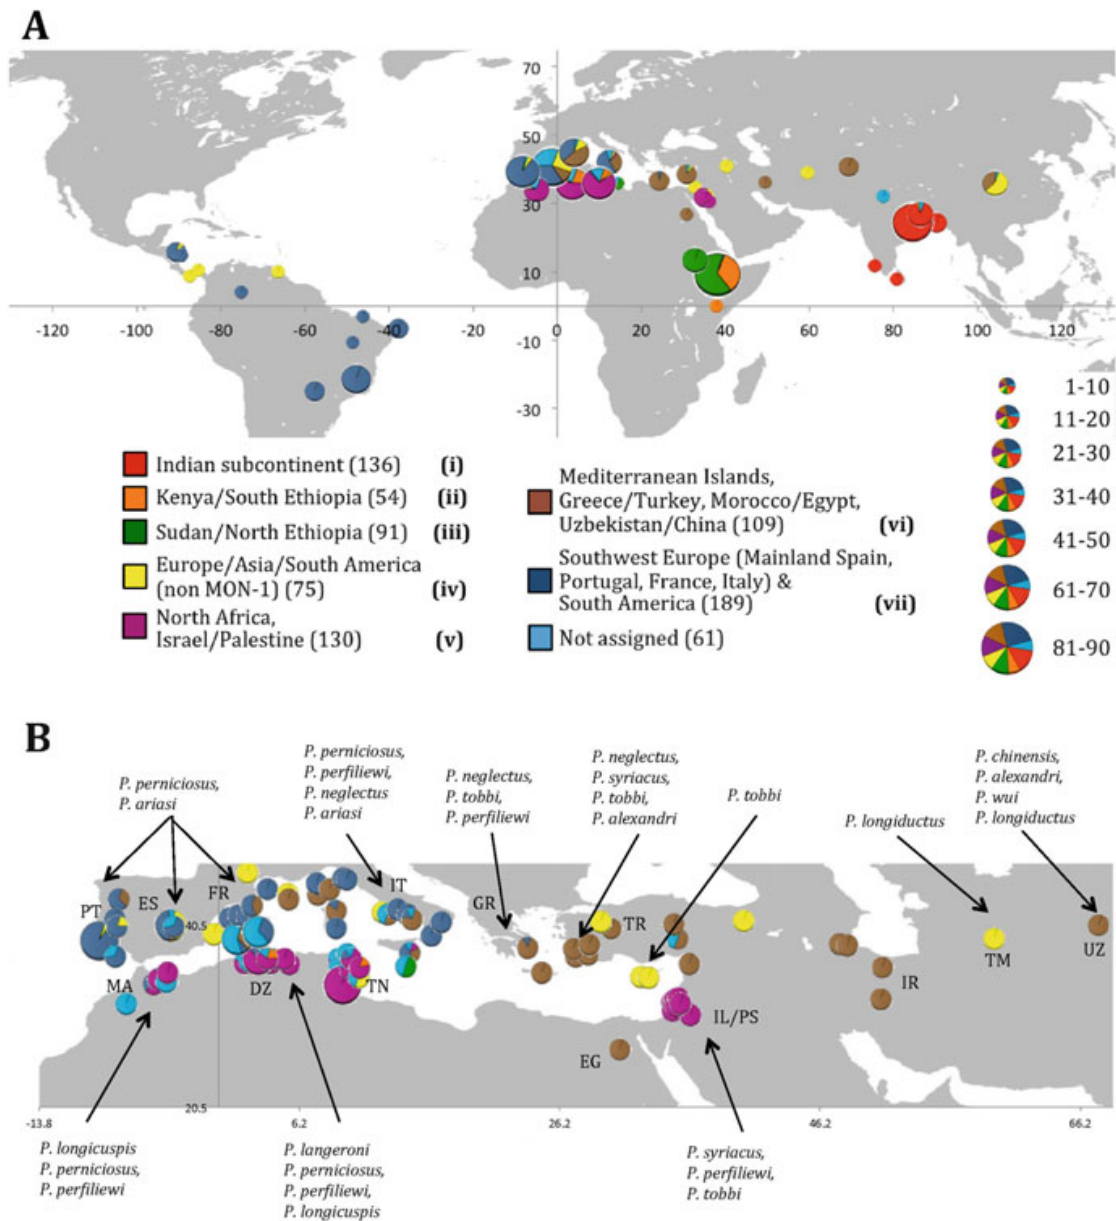 A
70
50
30
10
-120
-100
-80
-60
-40
-20
0
20
40
60
80
100
120
-10
-30
1-10
11-20
21-30
31-40
41-50
61-70
81-90
Indian subcontinent (136) (i)
Kenya/South Ethiopia (54) (ii)
Sudan/North Ethiopia (91) (iii)
Europe/Asia/South America
(non MON-1) (75) (iv)
North Africa,
Israel/Palestine (130) (v)
Mediterranean Islands,
Greece/Turkey, Morocco/Egypt,
Uzbekistan/China (109) (vi)
Southwest Europe (Mainland Spain,
Portugal, France, Italy) &
South America (189) (vii)
Not assigned (61)
B
P. perniciosus,
P. ariasi
P. perniciosus,
P. perfiliewi,
P. neglectus
P. ariasi
P. neglectus,
P. tobbi,
P. perfiliewi
P. neglectus,
P. syriacus,
P. tobbi,
P. alexandri
P. tobbi
P. longiductus
P. chinensis,
P. alexandri,
P. wui
P. longiductus
PT
ES
FR
IT
GR
TR
TM
UZ
40.5
MA
DZ
TN
IL/PS
IR
EG
20.5
-13.8
6.2
26.2
46.2
66.2
P. longicuspis
P. perniciosus,
P. perfiliewi
P. langeroni
P. perniciosus,
P. perfiliewi,
P. longicuspis
P. syriacus,
P. perfiliewi,
P. tobbi